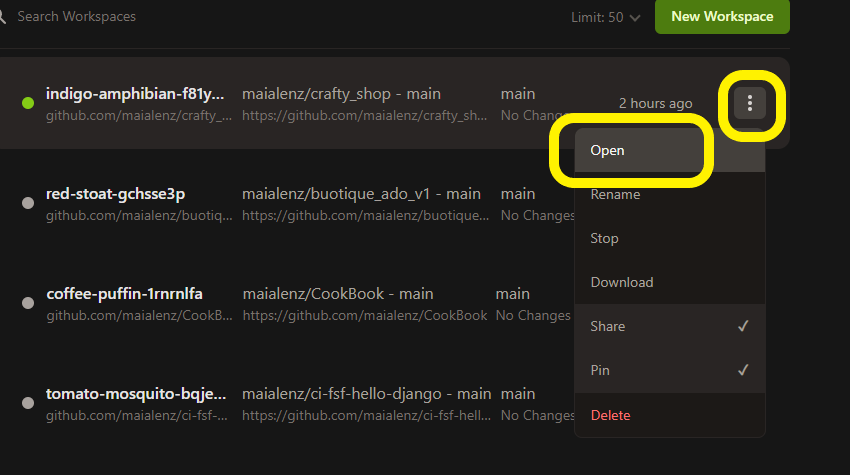 Search Workspaces
Limit: 50
New Workspace
indigo-amphibian-f81y...
maialenz/crafty_shop - main
main
2 hours ago
github.com/maialenz/crafty_...
https://github.com/maialenz/crafty_sh...
No Changes
Open
red-stoat-gchsse3p
maialenz/buotique_ado_v1 - main
main
Rename
github.com/maialenz/buotiq...
https://github.com/maialenz/buotique...
No Changes
Stop
Download
coffee-puffin-1rnrnlfa
maialenz/CookBook - main
main
github.com/maialenz/CookB...
https://github.com/maialenz/CookBook
No Changes
Share
Pin
tomato-mosquito-bqje...
maialenz/ci-fsf-hello-django - main
main
github.com/maialenz/ci-fsf-...
https://github.com/maialenz/ci-fsf-hell...
No Changes
Delete